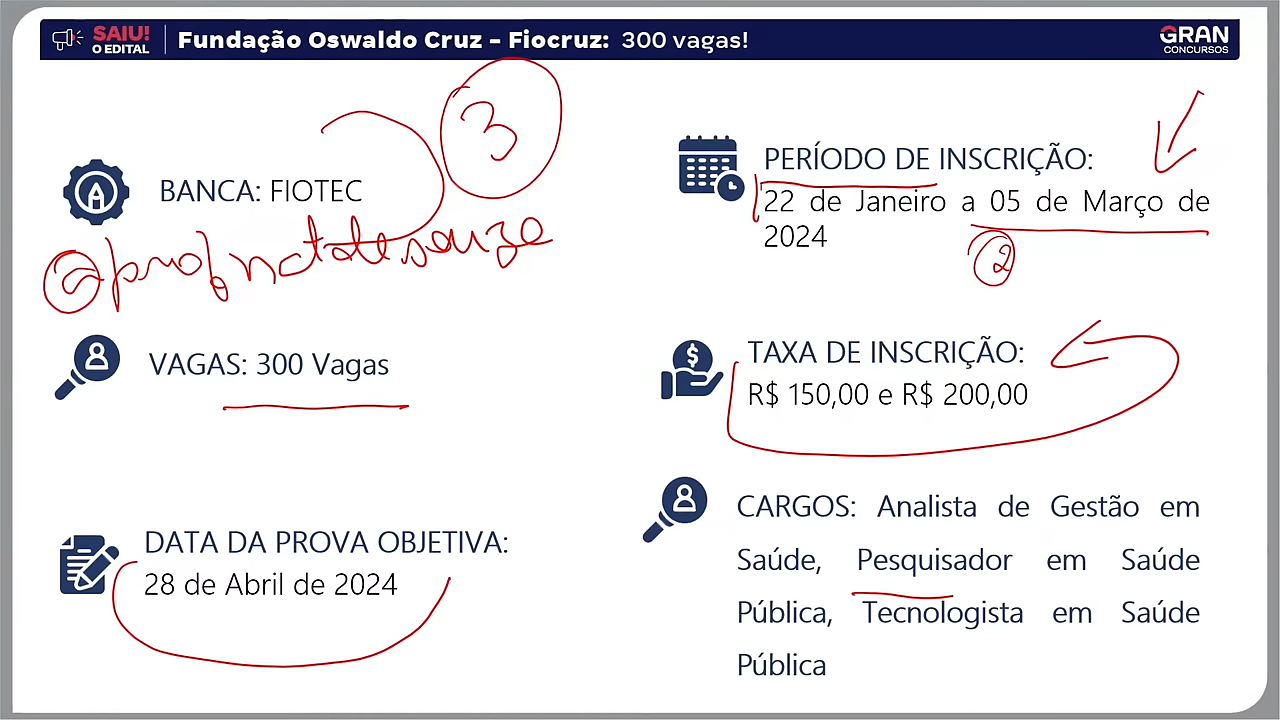 SAIU!
O EDITAL
Fundação Oswaldo Cruz – Fiocruz: 300 vagas!
GRAN
CONCURSOS
3
BANCA: FIOTEC
PERÍODO DE INSCRIÇÃO:
22 de Janeiro a 05 de Março de
2024
2
VAGAS: 300 Vagas
TAXA DE INSCRIÇÃO:
R$ 150,00 e R$ 200,00
DATA DA PROVA OBJETIVA:
28 de Abril de 2024
CARGOS: Analista de Gestão em
Saúde, Pesquisador em Saúde
Pública, Tecnologista em Saúde
Pública